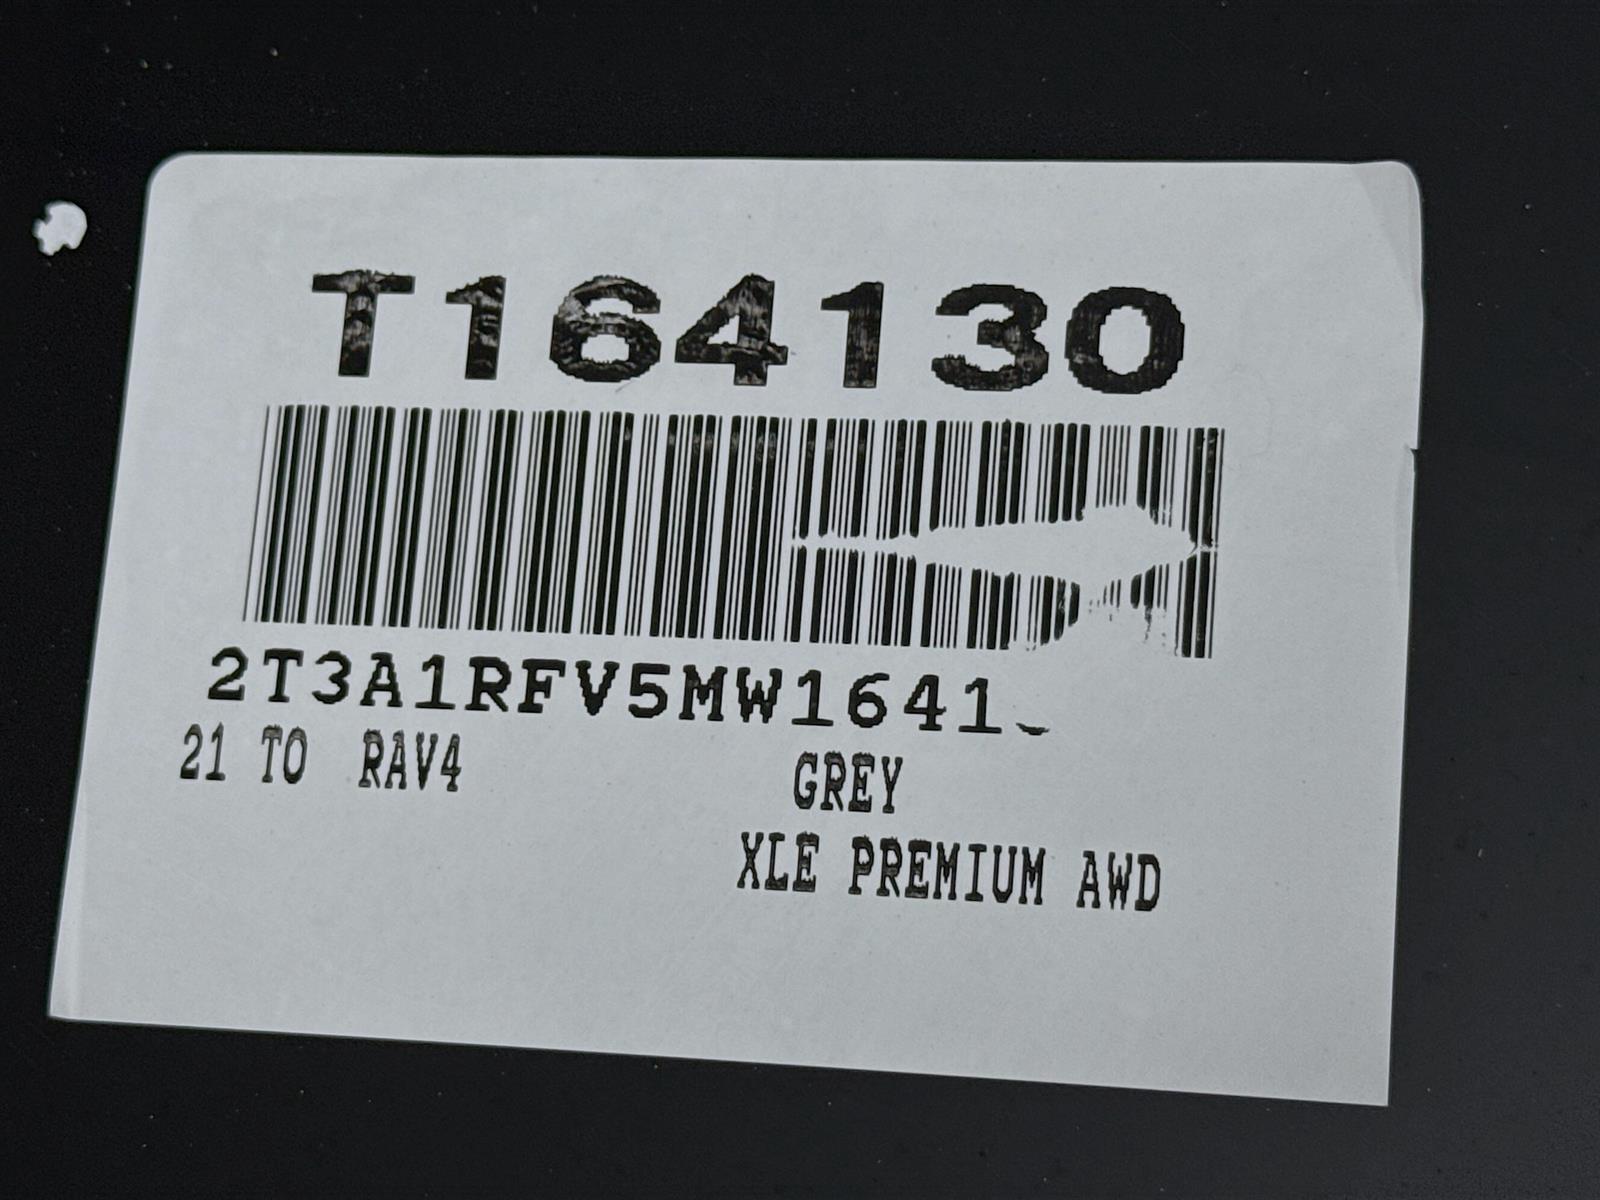 T164130
2T3A1RFV5MW1641
21 TO RAV4 GREY
XLE PREMIUM AWD